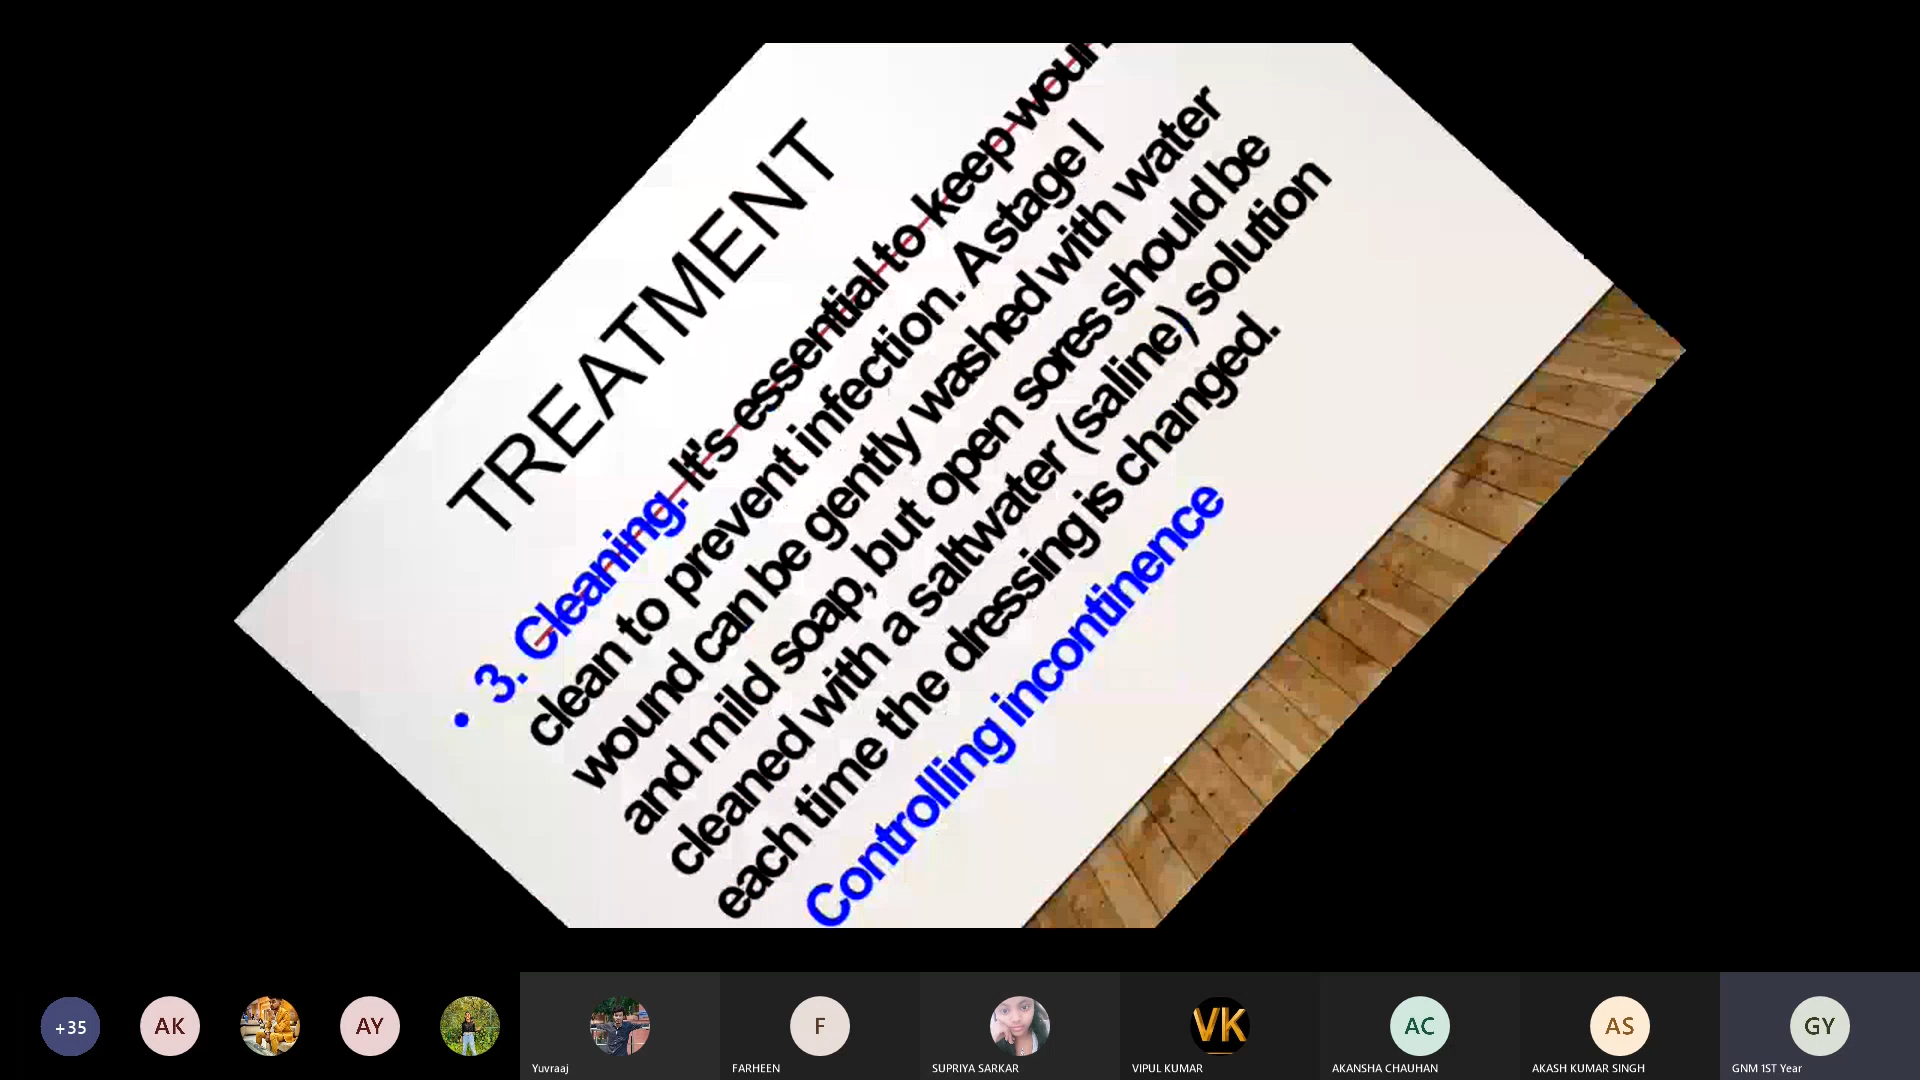 TREATMENT
• 3. Cleaning. It's essential to keep
clean to prevent infection. A stage I
wound can be gently washed with water
and mild soap, but open sores should be
cleaned with a saltwater (saline) solution
each time the dressing is changed.
Controlling incontinence
+35
AK
AY
F
VK
AC
AS
GY
Yuvraaj
FARHEEN
SUPRIYA SARKAR
VIPUL KUMAR
AKANSHA CHAUHAN
AKASH KUMAR SINGH
GNM 1ST Year